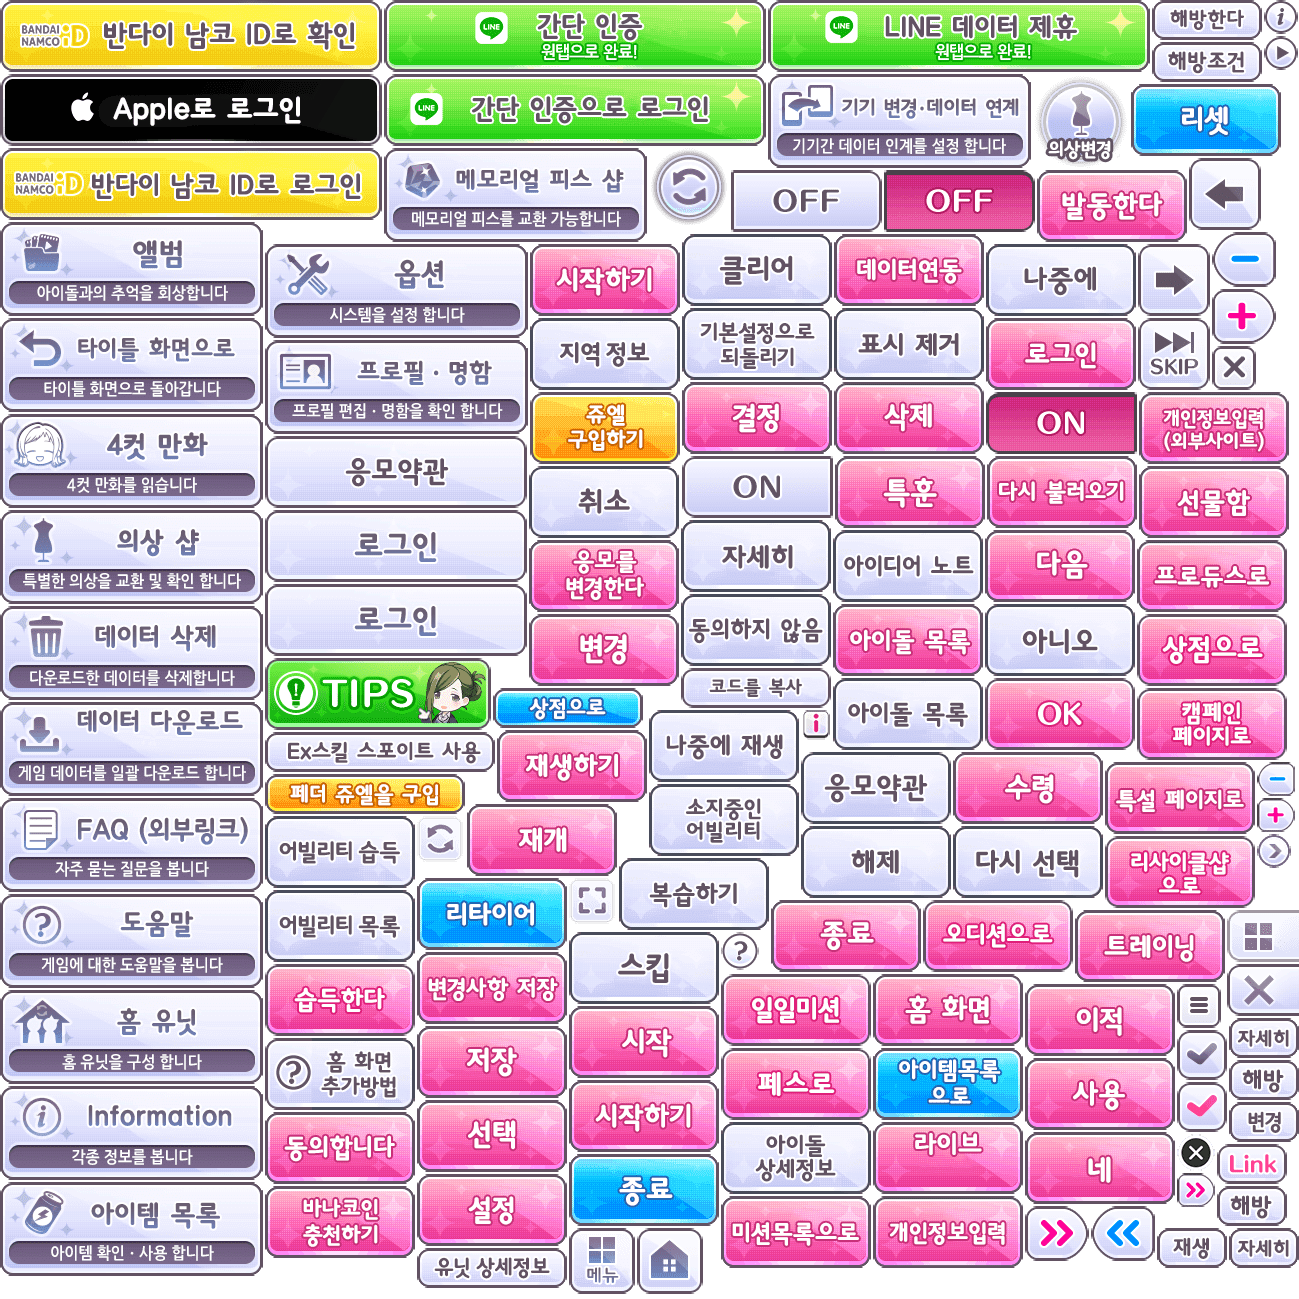 BANDAI
NAMCO iD 반다이 남코 ID로 확인
LINE 간단 인증
원탭으로 완료!
LINE LINE 데이터 제휴
원탭으로 완료!
해방한다
해방조건
Apple로 로그인
LINE 간단 인증으로 로그인
기기 변경·데이터 연계
기기간 데이터 인계를 설정 합니다
의상변경
리셋
BANDAI
NAMCO iD 반다이 남코 ID로 로그인
메모리얼 피스 샵
메모리얼 피스를 교환 가능합니다
OFF
OFF
발동한다
앨범
아이돌과의 추억을 회상합니다
옵션
시스템을 설정 합니다
시작하기
클리어
데이터연동
나중에
타이틀 화면으로
타이틀 화면으로 돌아갑니다
프로필 · 명함
프로필 편집 · 명함을 확인 합니다
지역 정보
기본설정으로
되돌리기
표시 제거
로그인
SKIP
4컷 만화
4컷 만화를 읽습니다
응모약관
쥬엘
구입하기
결정
삭제
ON
개인정보입력
(외부사이트)
취소
ON
특훈
다시 불러오기
선물함
의상 샵
특별한 의상을 교환 및 확인 합니다
로그인
응모를
변경한다
자세히
아이디어 노트
다음
프로듀스로
데이터 삭제
다운로드한 데이터를 삭제합니다
로그인
변경
동의하지 않음
아이돌 목록
아니오
상점으로
코드를 복사
TIPS
상점으로
나중에 재생
아이돌 목록
OK
캠페인
페이지로
데이터 다운로드
게임 데이터를 일괄 다운로드 합니다
Ex스킬 스포이트 사용
재생하기
페더 쥬엘을 구입
소지중인
어빌리티
응모약관
수령
특설 페이지로
FAQ (외부링크)
자주 묻는 질문을 봅니다
어빌리티 습득
재개
해제
다시 선택
리사이클샵
으로
도움말
게임에 대한 도움말을 봅니다
어빌리티 목록
리타이어
복습하기
종료
오디션으로
트레이닝
습득한다
변경사항 저장
스킵
일일미션
홈 화면
이적
홈 유닛
홈 유닛을 구성 합니다
홈 화면
추가방법
저장
시작
페스로
아이템목록
으로
사용
자세히
해방
변경
Information
각종 정보를 봅니다
동의합니다
선택
시작하기
아이돌
상세정보
라이브
네
Link
아이템 목록
아이템 확인 · 사용 합니다
바나코인
충천하기
설정
종료
미션목록으로
개인정보입력
해방
유닛 상세정보
메뉴
재생
자세히